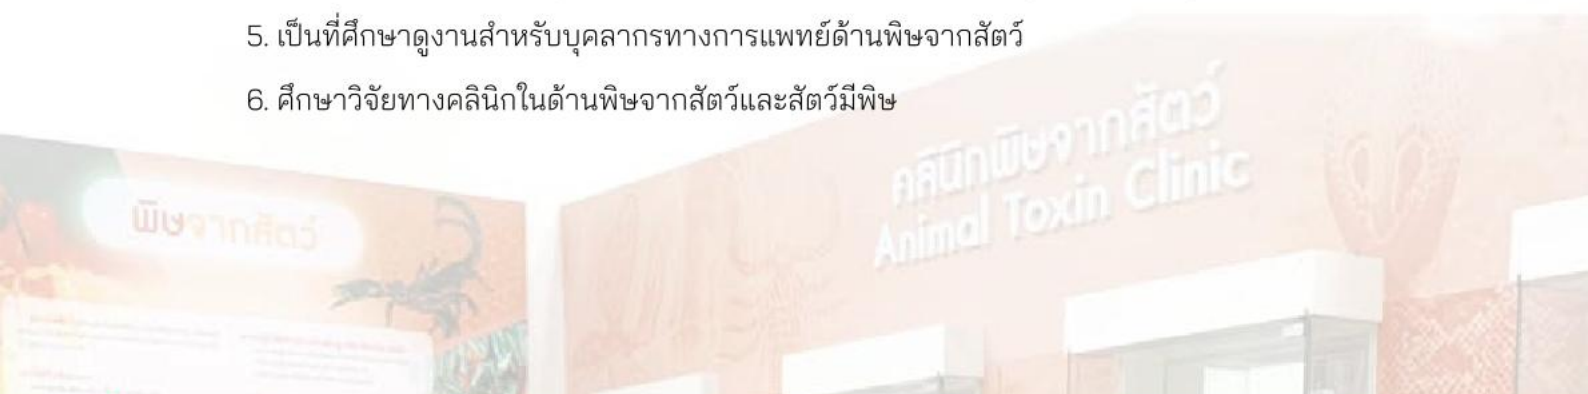 5. เป็นที่ศึกษาดูงานสำหรับบุคลากรทางการแพทย์ด้านพิษจากสัตว์
6. ศึกษาวิจัยทางคลินิกในด้านพิษจากสัตว์และสัตว์มีพิษ
คลินิกพิษจากสัตว์
Animal Toxin Clinic
พิษจากสัตว์